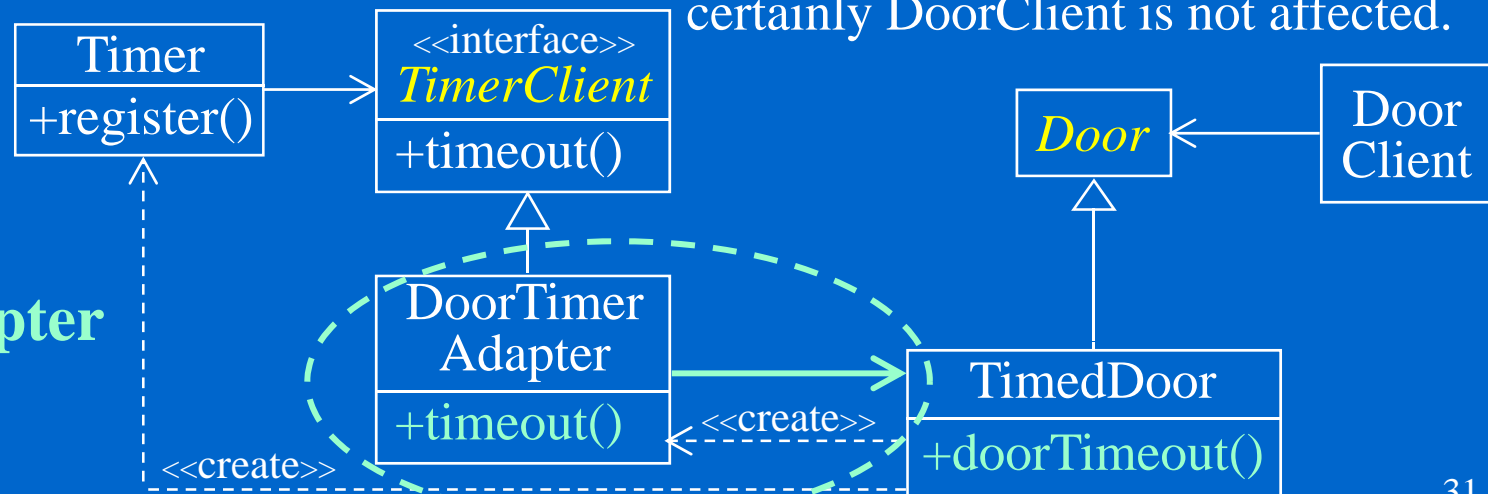 certainly DoorClient is not affected.
Timer
+register()
<<interface>>
TimerClient
+timeout()
Door
Door
Client
pter
DoorTimer
Adapter
+timeout()
<<create>>
TimedDoor
+doorTimeout()
<<create>>
31